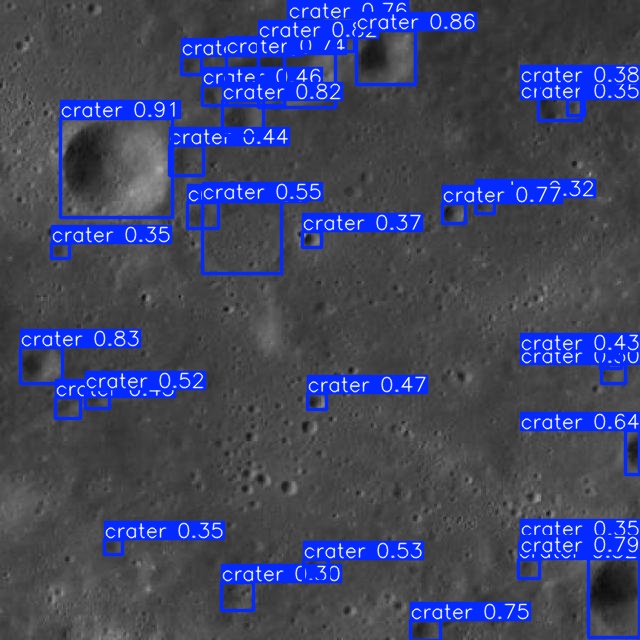 crater 0.76
crater 0.82
crater 0.86
crater 0.74
crater 0.46
crater 0.82
crater 0.38
crater 0.35
crater 0.91
crater 0.44
crater 0.55
crater 0.77
0.32
crater 0.37
crater 0.35
crater 0.83
crater 0.43
crater 0.52
crater 0.47
crater 0.64
crater 0.35
crater 0.35
crater 0.79
crater 0.53
crater 0.30
crater 0.75